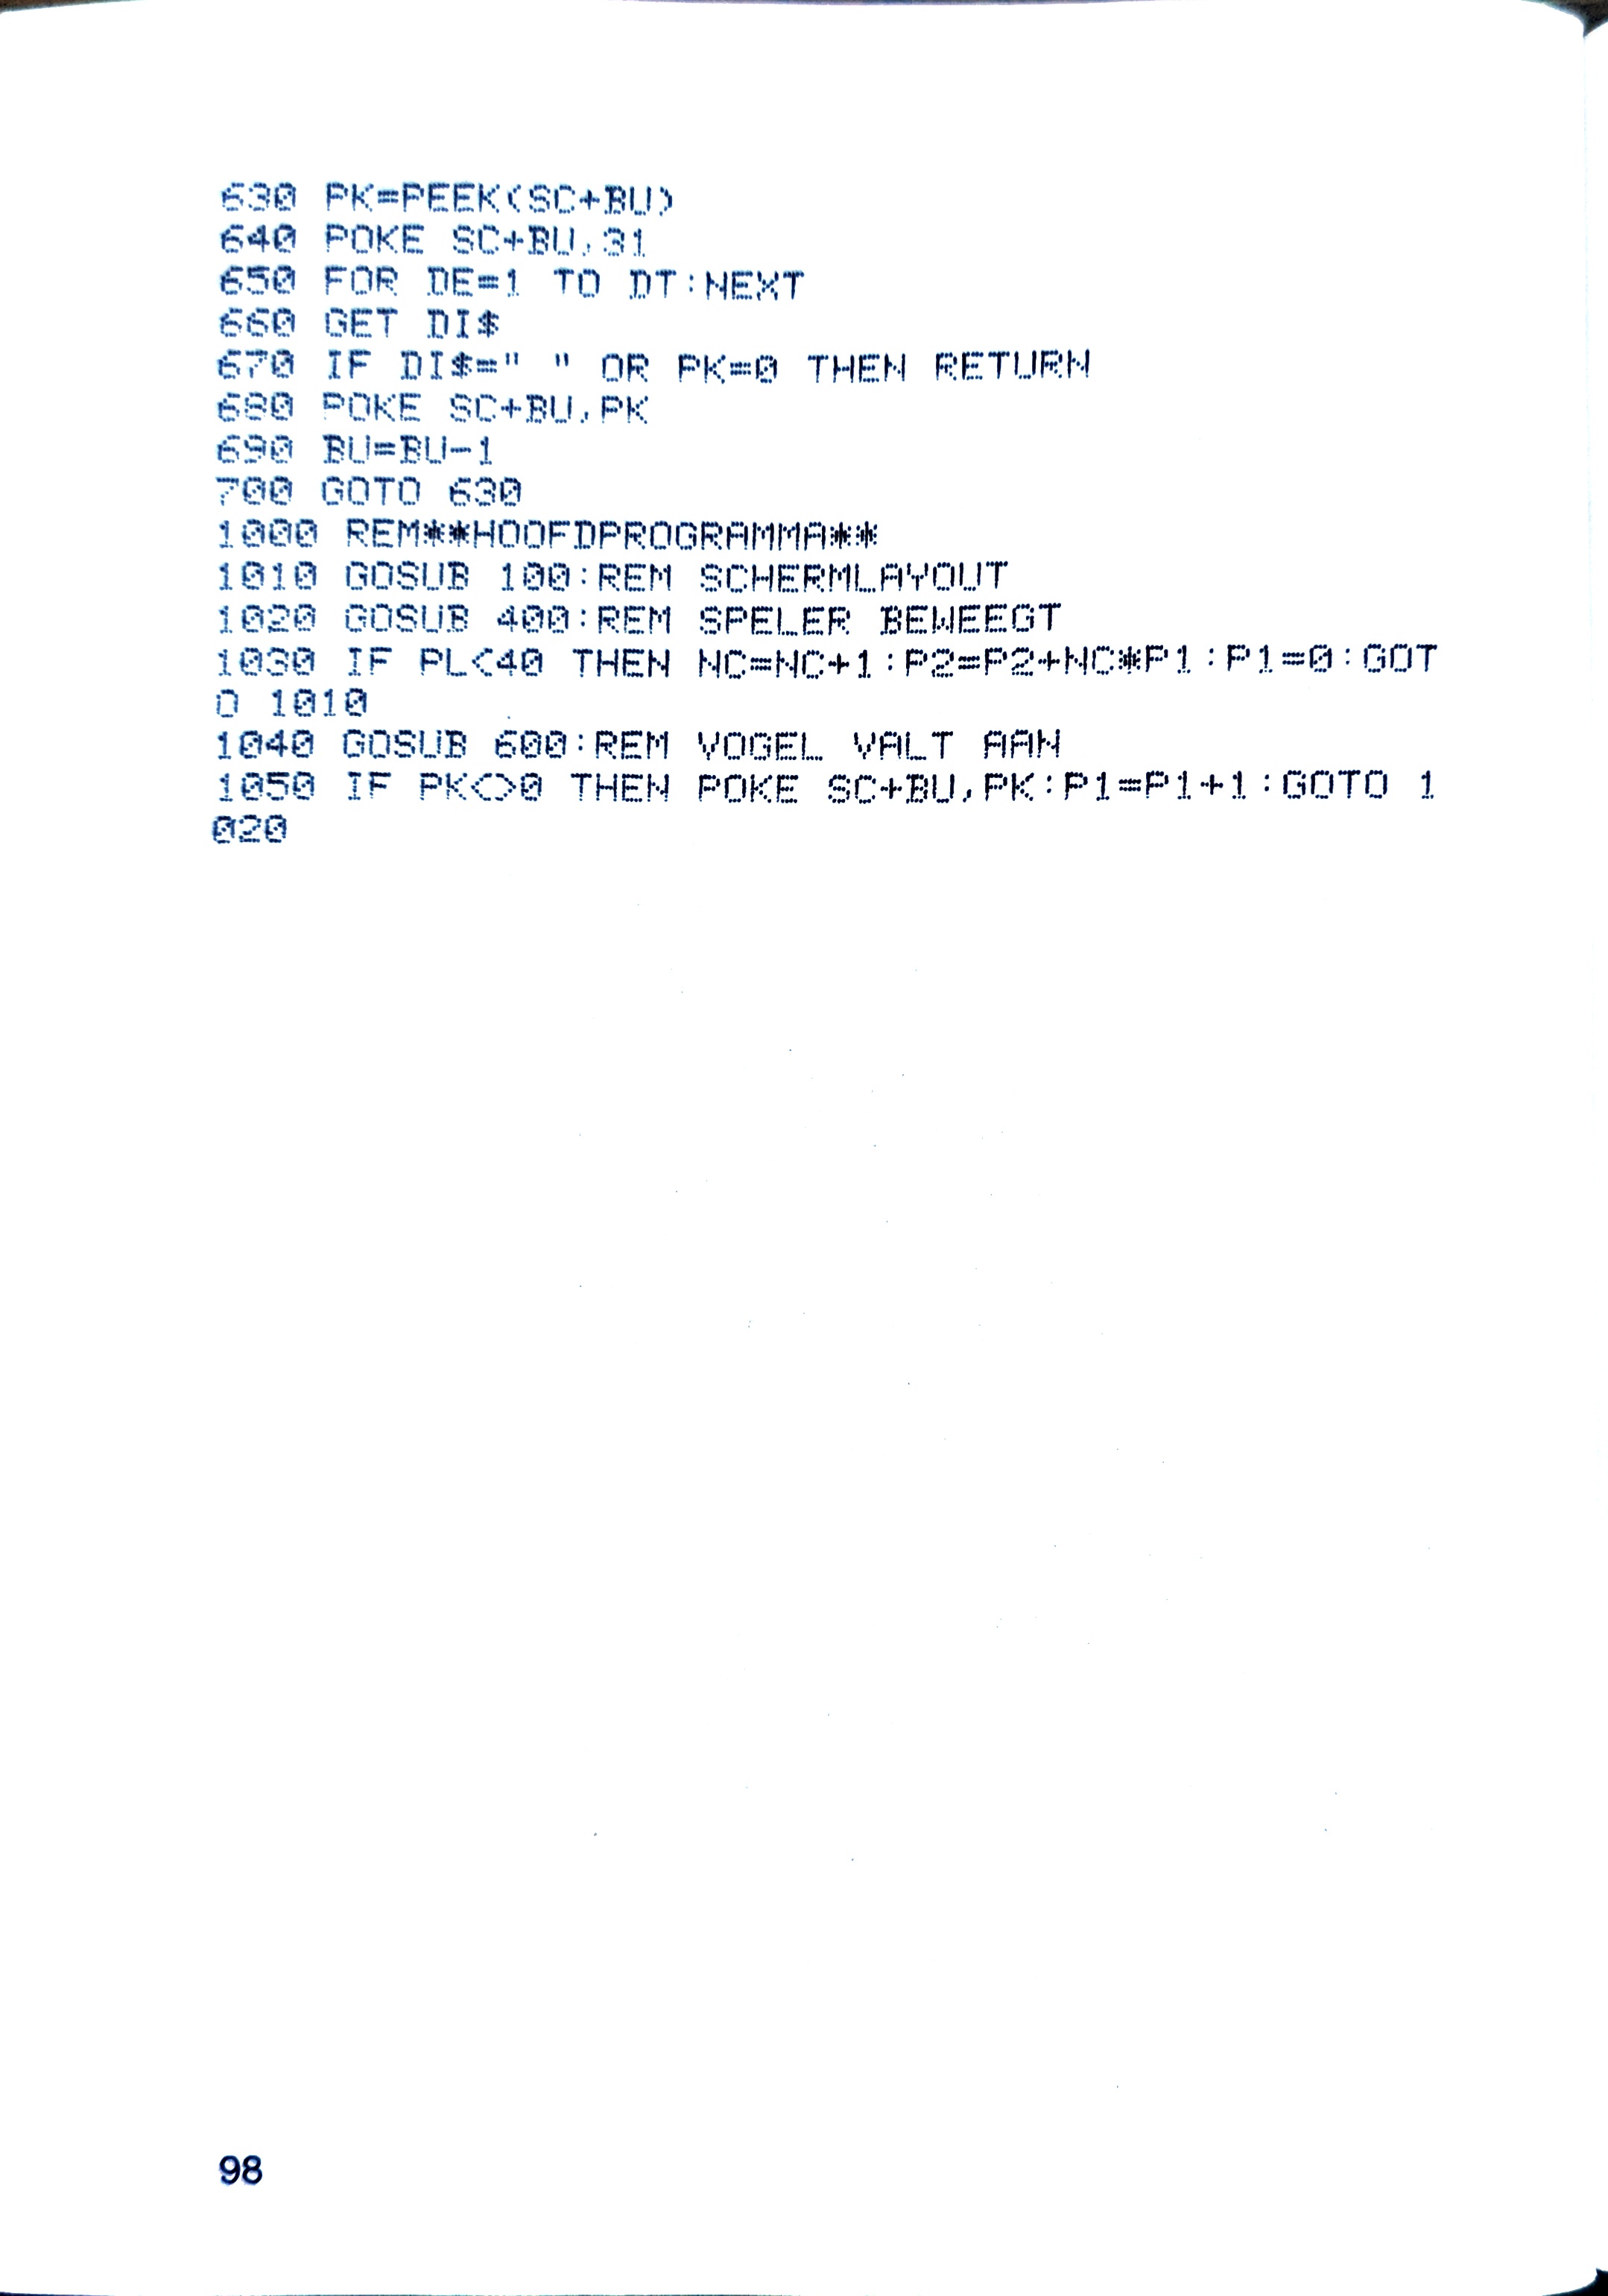 630 PK=PEEK(SC+BU)
640 POKE SC+BU,31
650 FOR DE=1 TO DT:NEXT
660 GET DI$
670 IF DI$=" " OR PK=0 THEN RETURN
680 POKE SC+BU,PK
690 BU=BU-1
700 GOTO 630
1000 REM**HOOFDPROGRAMMA**
1010 GOSUB 100:REM SCHERMLAYOUT
1020 GOSUB 400:REM SPELER BEWEEGT
1030 IF PL<40 THEN NC=NC+1:P2=P2+NC*P1:P1=0:GOT
O 1010
1040 GOSUB 600:REM VOGEL VALT AAN
1050 IF PK<>0 THEN POKE SC+BU,PK:P1=P1+1:GOTO 1
020
98